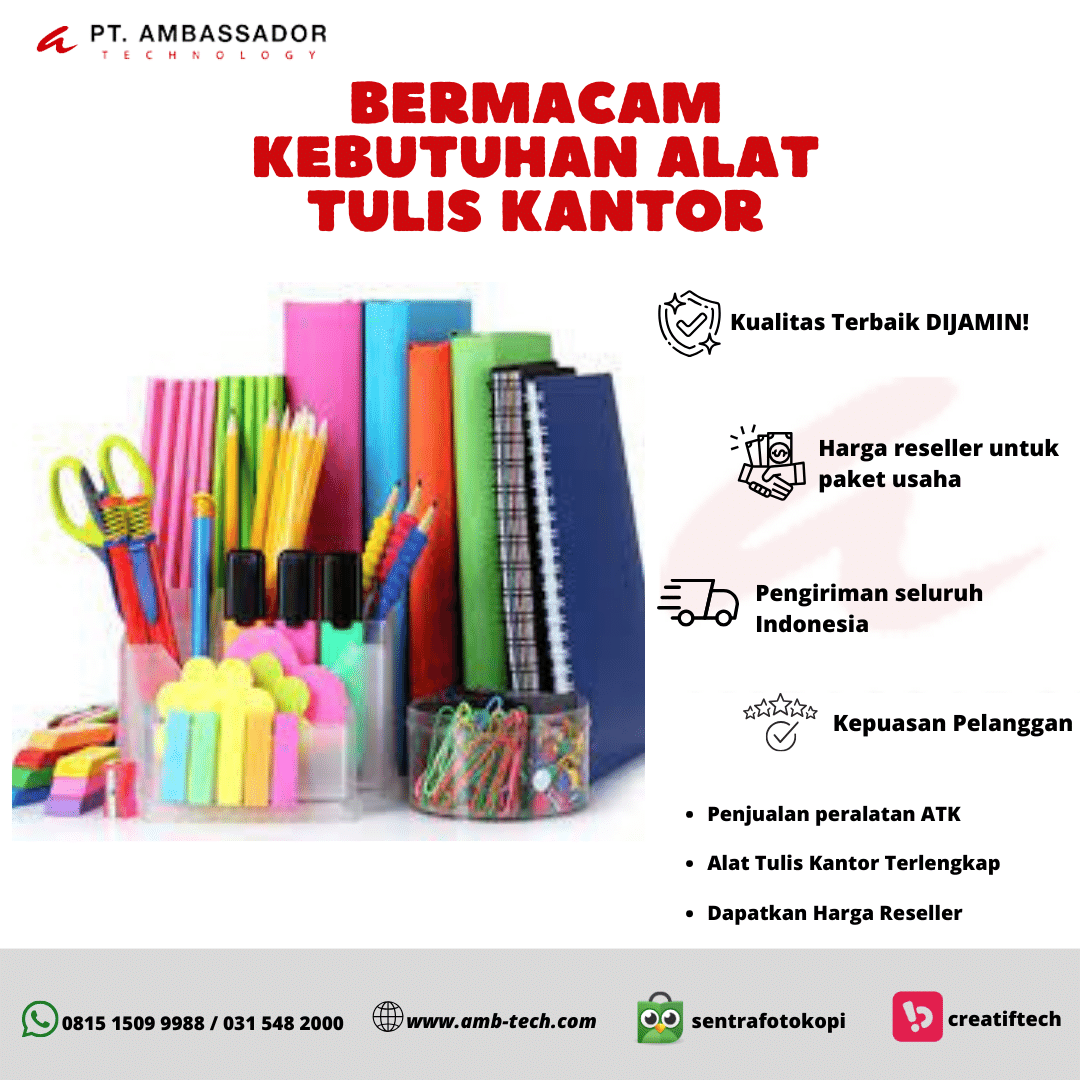 PT. AMBASSADOR
TECHNOLOGY
BERMACAM
KEBUTUHAN ALAT
TULIS KANTOR
Kualitas Terbaik DIJAMIN!
Harga reseller untuk
paket usaha
Pengiriman seluruh
Indonesia
Kepuasan Pelanggan
• Penjualan peralatan ATK
• Alat Tulis Kantor Terlengkap
• Dapatkan Harga Reseller
0815 1509 9988 / 031 548 2000
www.amb-tech.com
sentrafotokopi
creatiftech